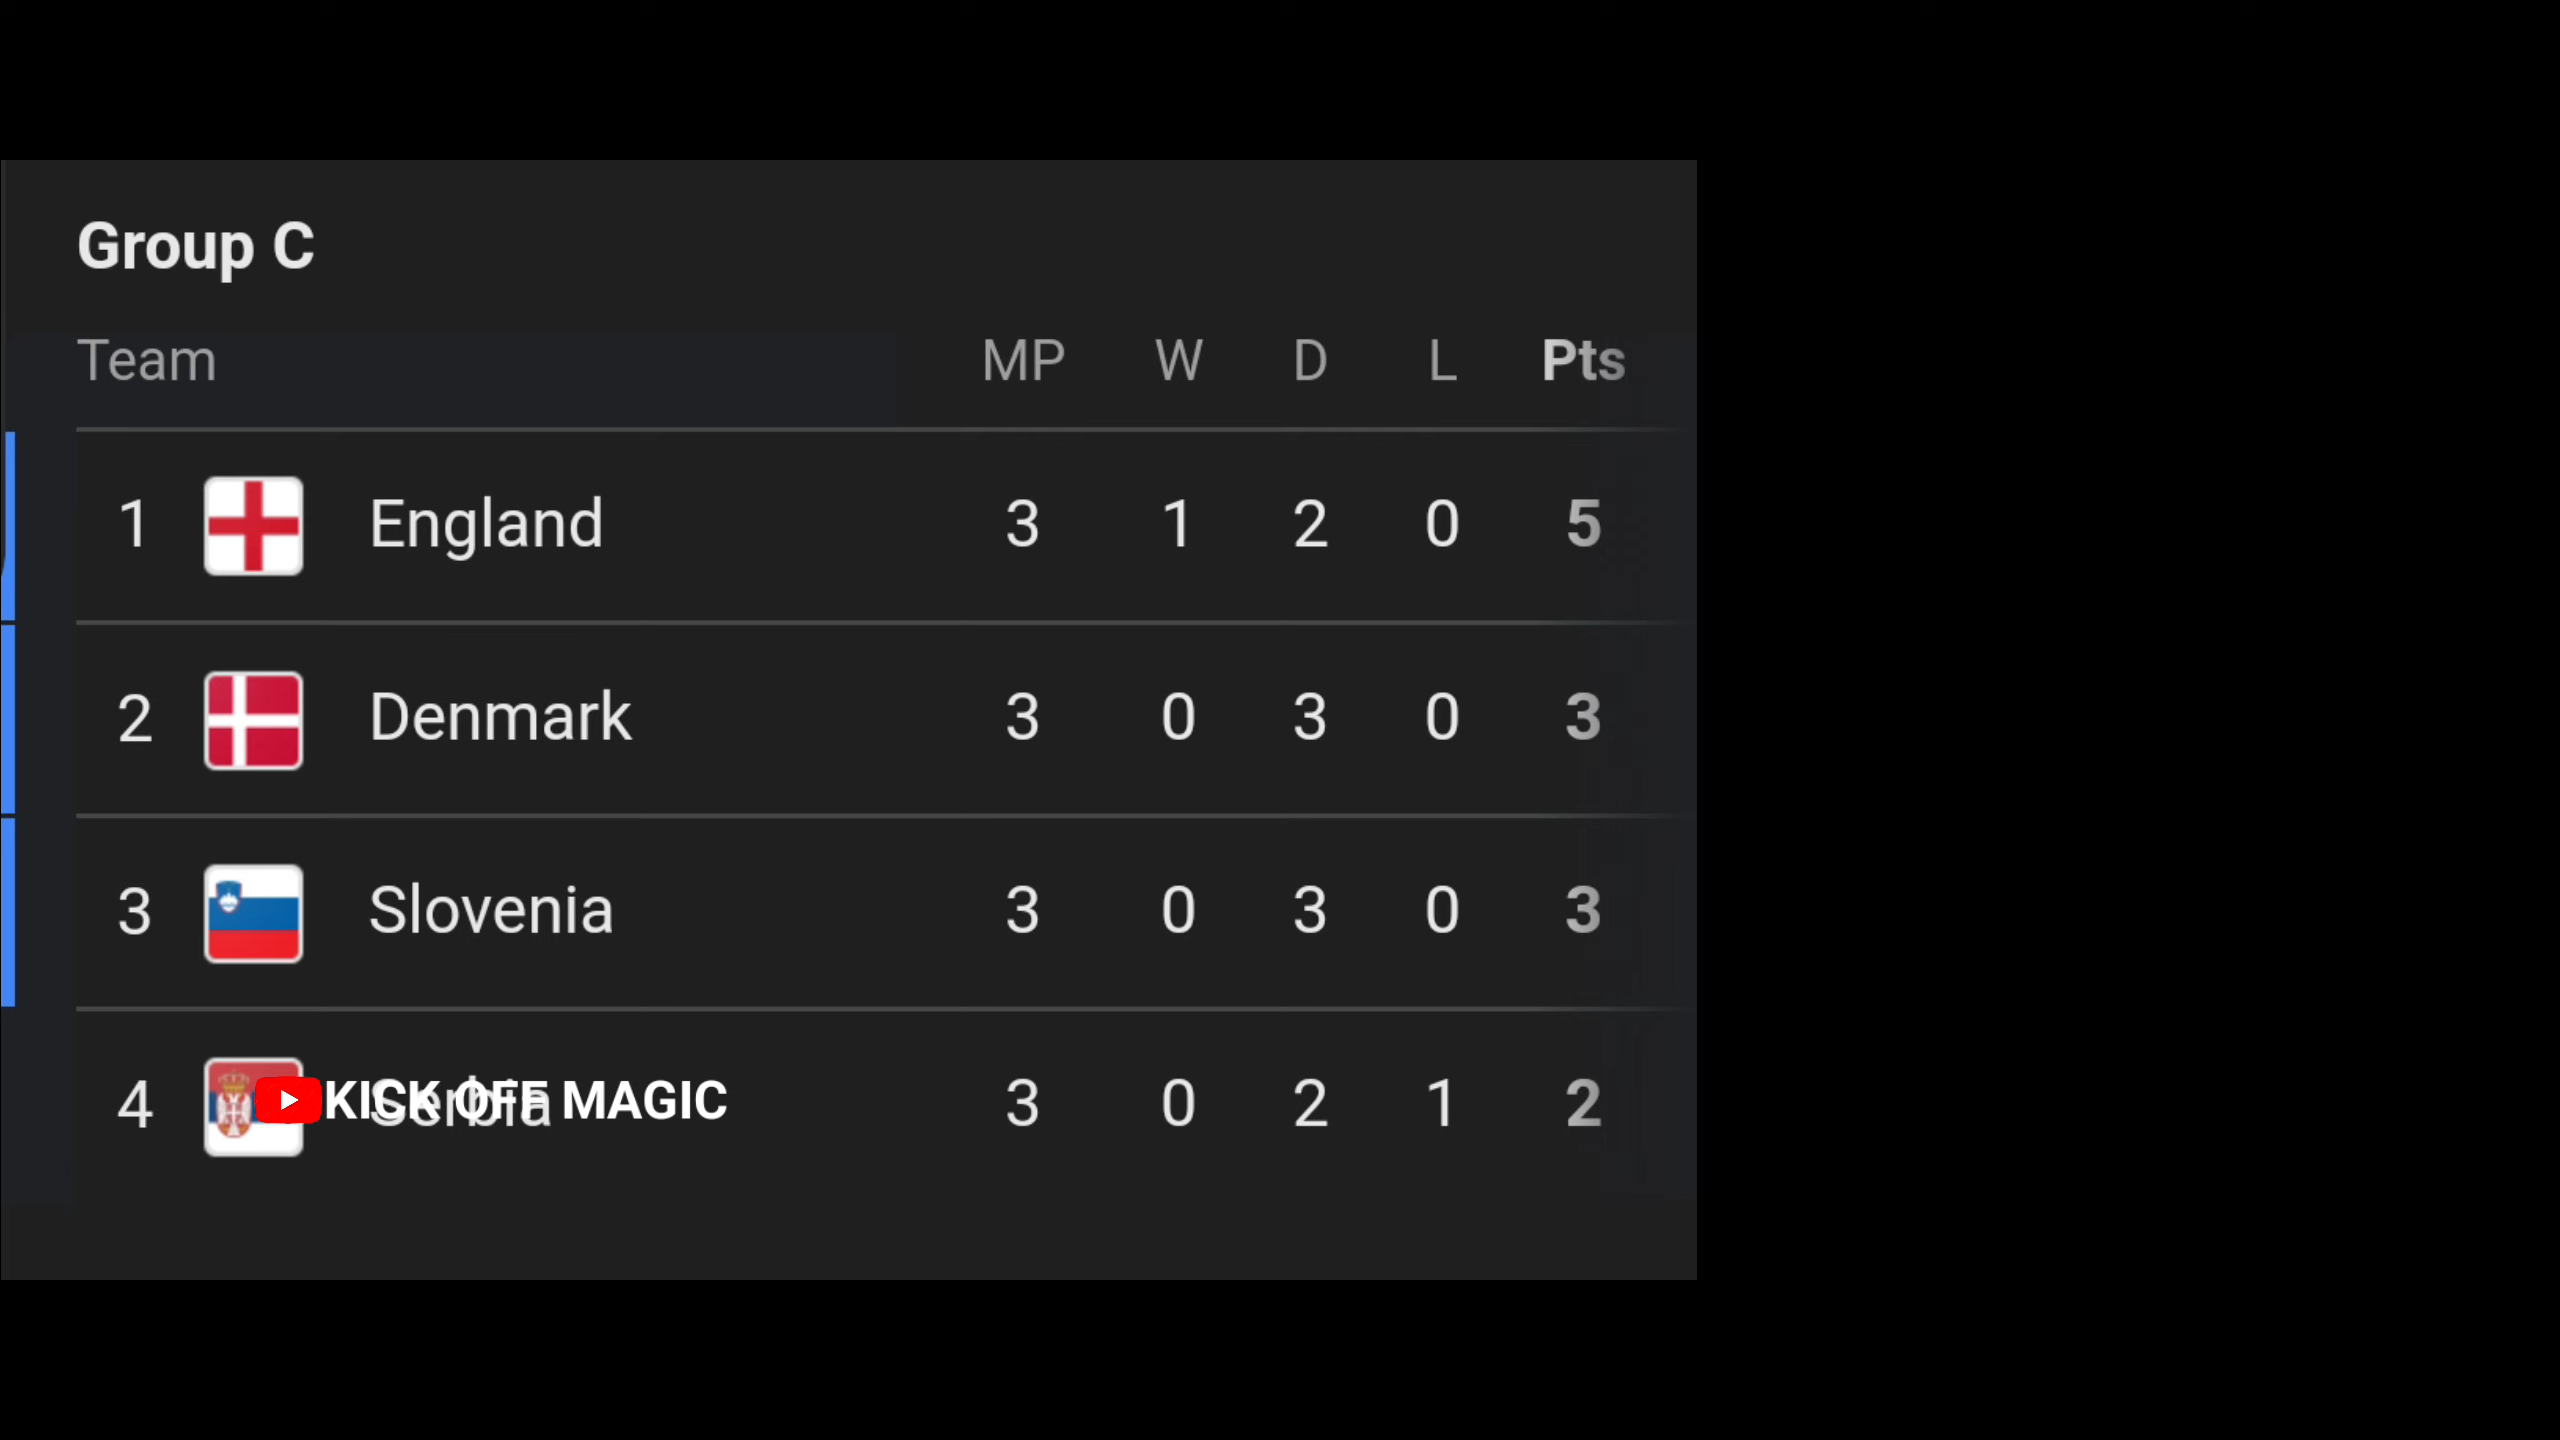 Group C
Team MP W D L Pts
1 England 3 1 2 0 5
2 Denmark 3 0 3 0 3
3 Slovenia 3 0 3 0 3
4 Serbia 3 0 2 1 2
KICK OFF MAGIC